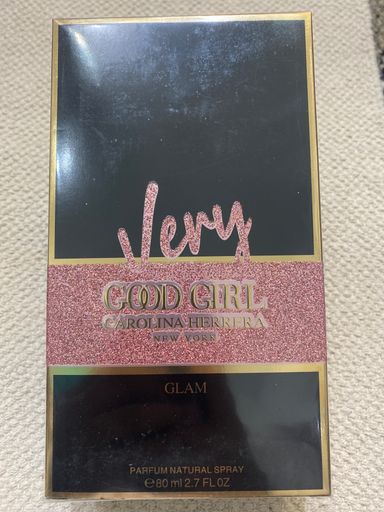 Very
GOOD GIRL
CAROLINA HERRERA
NEW YORK
GLAM
PARFUM NATURAL SPRAY
℮80 ml 2.7 FL OZ